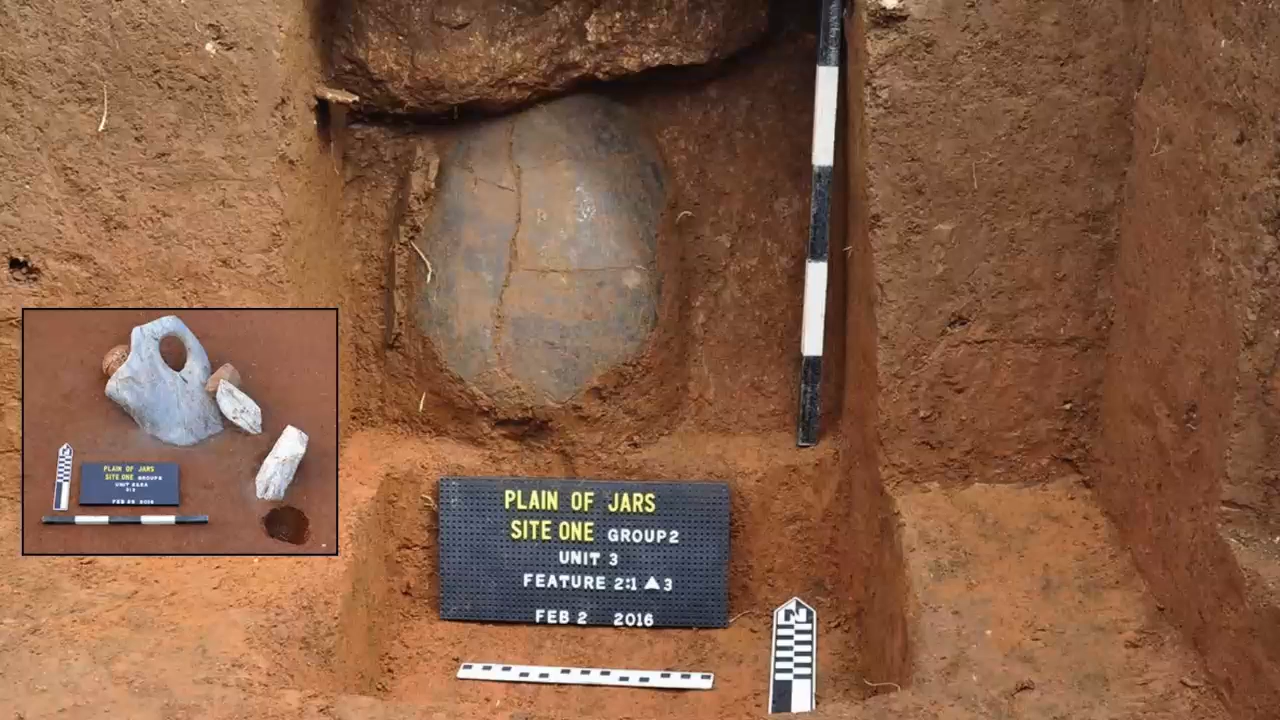 PLAIN OF JARS
SITE ONE GROUP2
UNIT 3
FEATURE 2:1 ▲3
FEB 2 2016
N
PLAIN OF JARS
SITE ONE